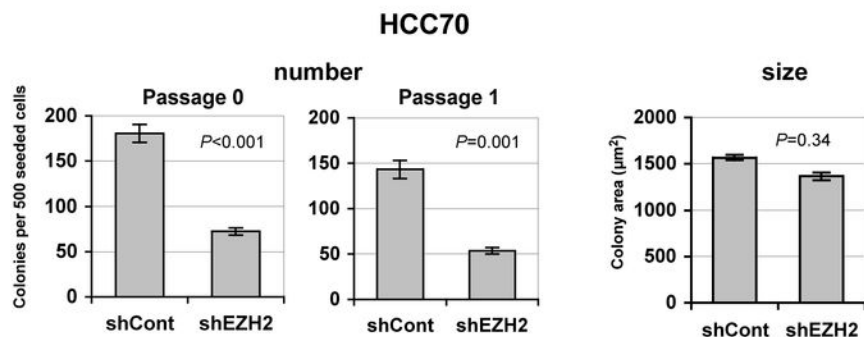 HCC70
number
size
Passage 0
Passage 1
Colonies per 500 seeded cells
200
150
100
50
0
P<0.001
shCont
shEZH2
200
150
100
50
0
P=0.001
shCont
shEZH2
Colony area (µm²)
2000
1500
1000
500
0
P=0.34
shCont
shEZH2